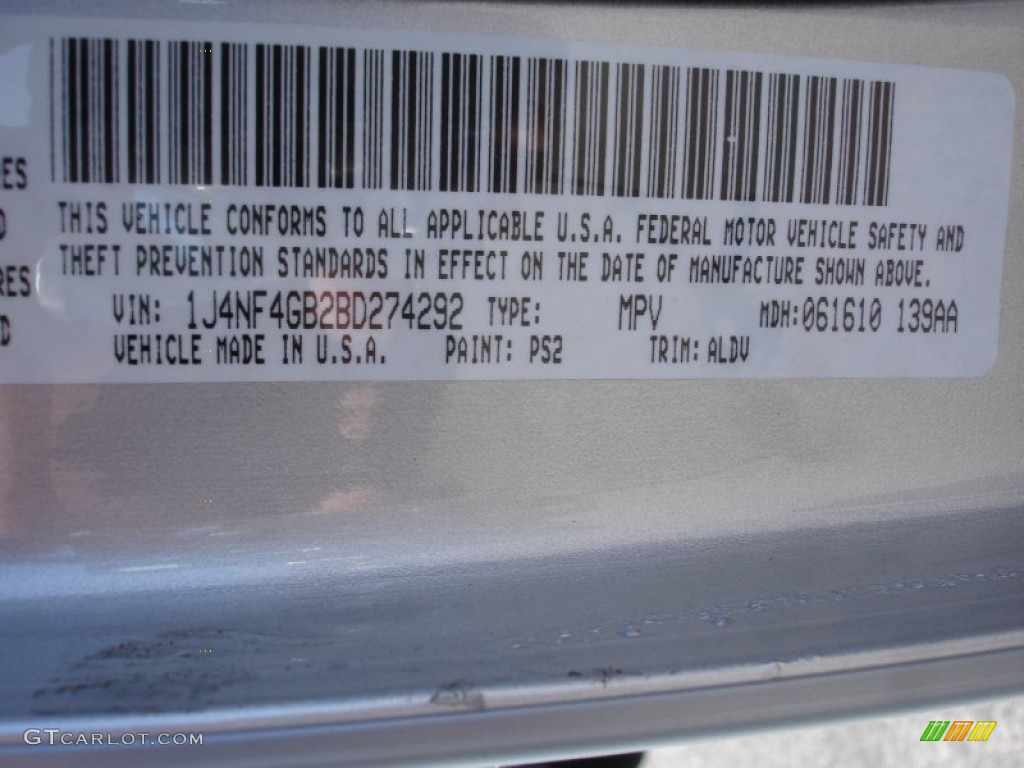 ES
THIS VEHICLE CONFORMS TO ALL APPLICABLE U.S.A. FEDERAL MOTOR VEHICLE SAFETY AND
D
THEFT PREVENTION STANDARDS IN EFFECT ON THE DATE OF MANUFACTURE SHOWN ABOVE.
RES
VIN: 1J4NF4GB2BD274292 TYPE: MPV MDH:061610 139AA
D
VEHICLE MADE IN U.S.A. PAINT: PS2 TRIM: ALDV
GTCARLOT.COM